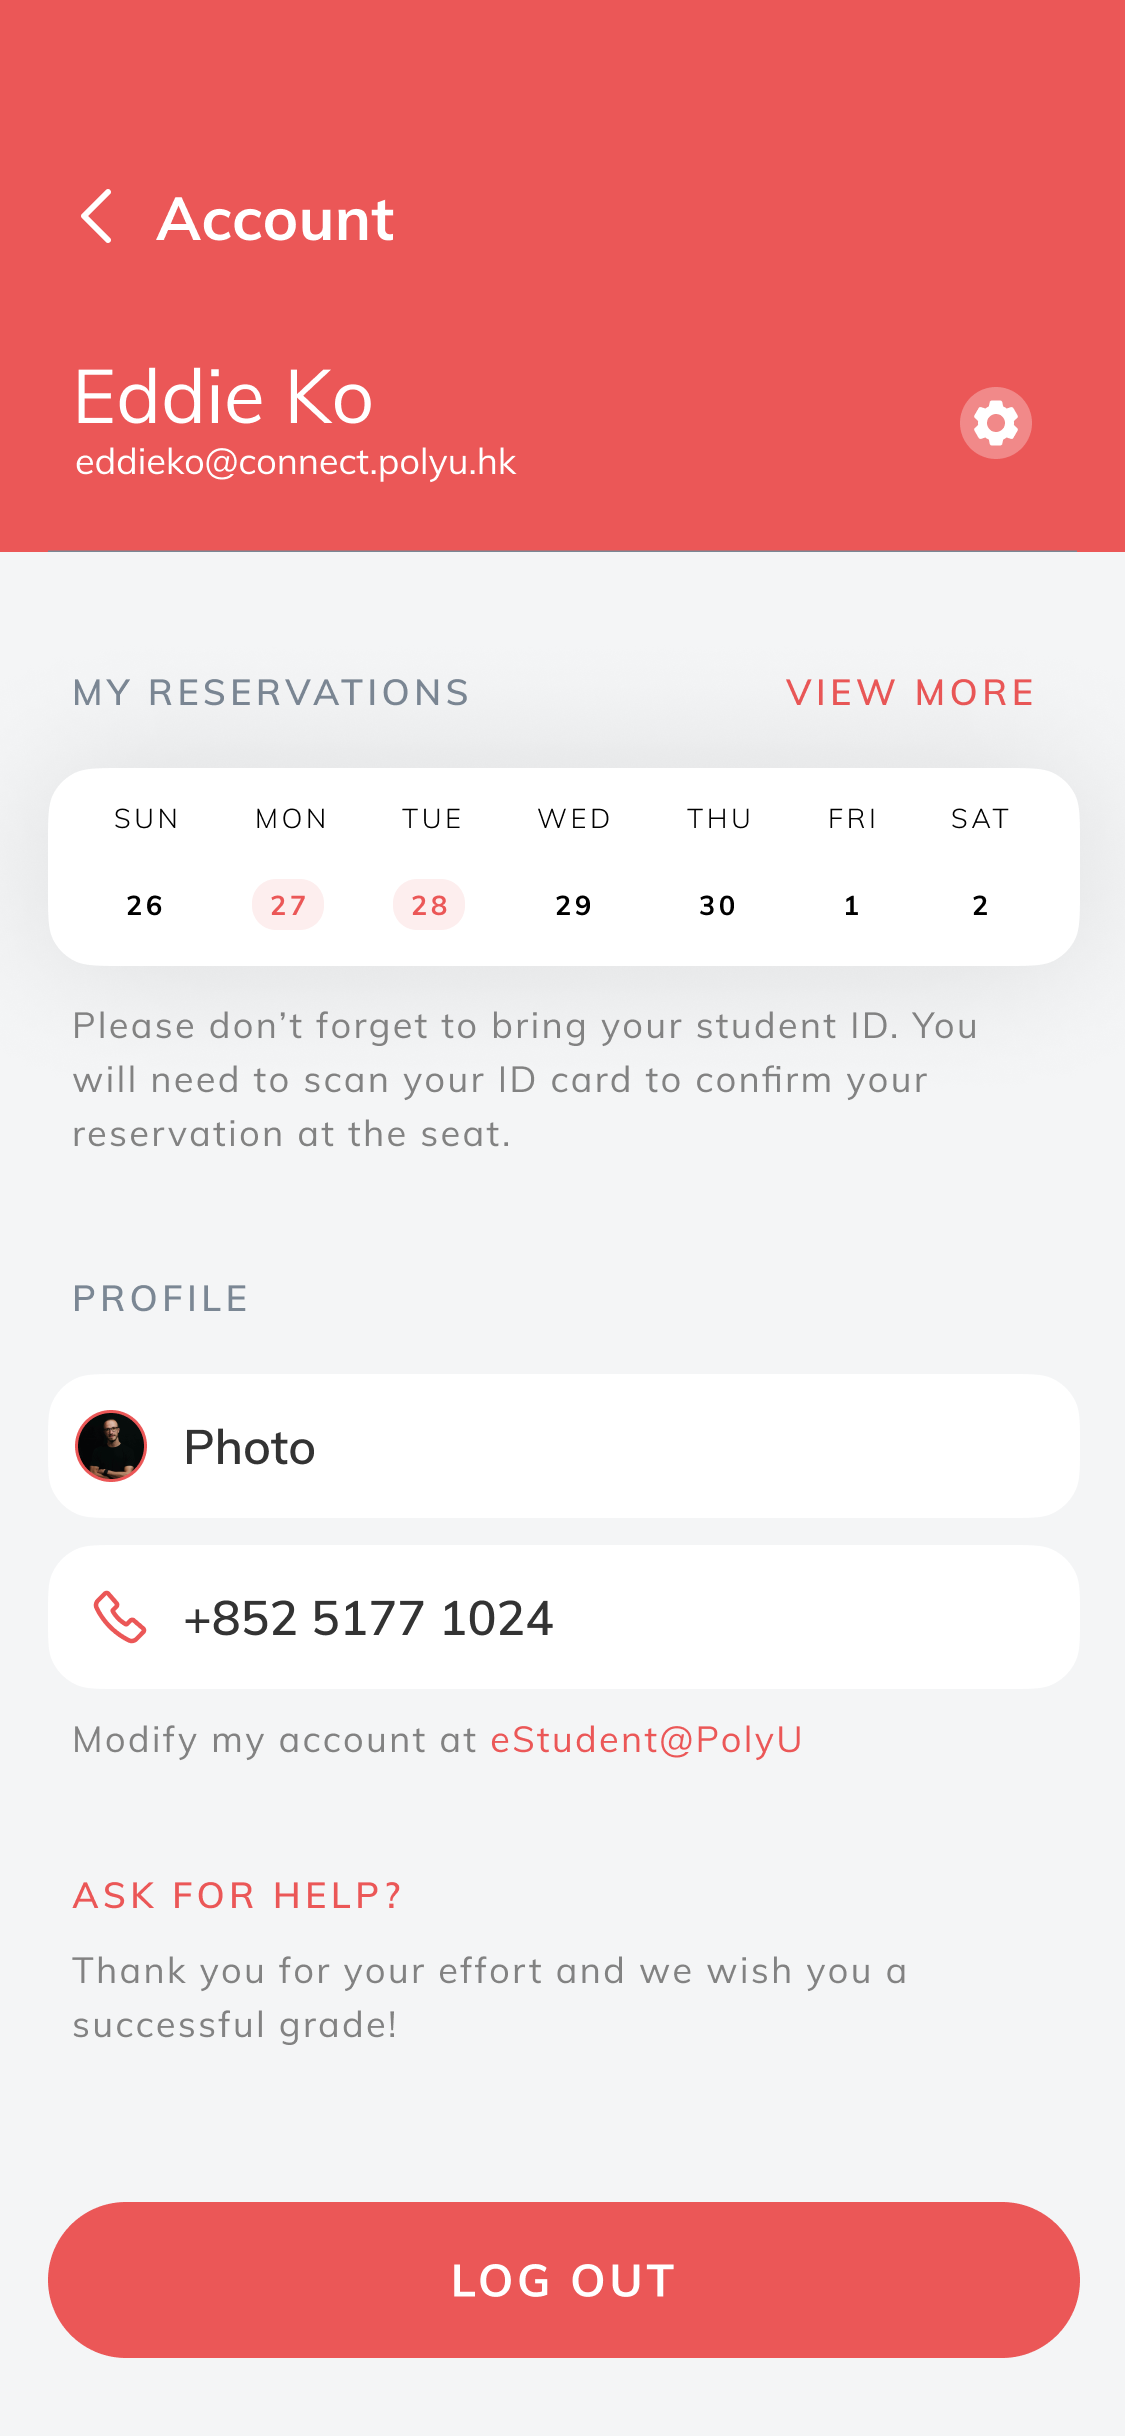 Account
Eddie Ko
eddieko@connect.polyu.hk
MY RESERVATIONS VIEW MORE
SUN MON TUE WED THU FRI SAT
26 27 28 29 30 1 2
Please don’t forget to bring your student ID. You
will need to scan your ID card to confirm your
reservation at the seat.
PROFILE
Photo
+852 5177 1024
Modify my account at eStudent@PolyU
ASK FOR HELP?
Thank you for your effort and we wish you a
successful grade!
LOG OUT